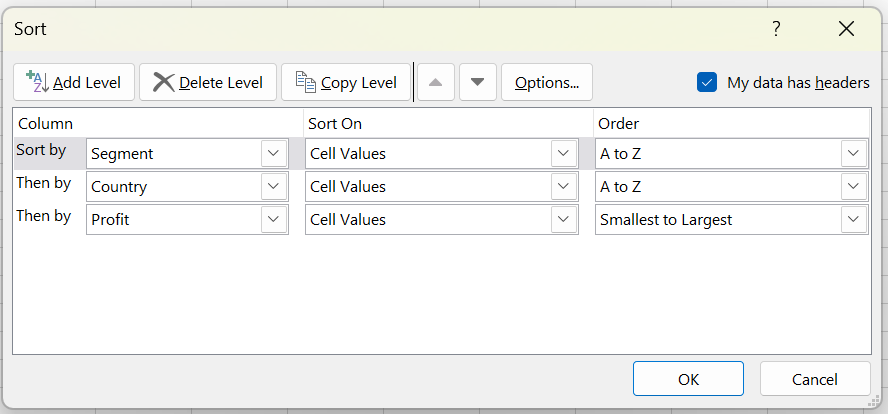 Sort
?
Add Level Delete Level Copy Level Options... My data has headers
Column Sort On Order
Sort by Segment Cell Values A to Z
Then by Country Cell Values A to Z
Then by Profit Cell Values Smallest to Largest
OK Cancel